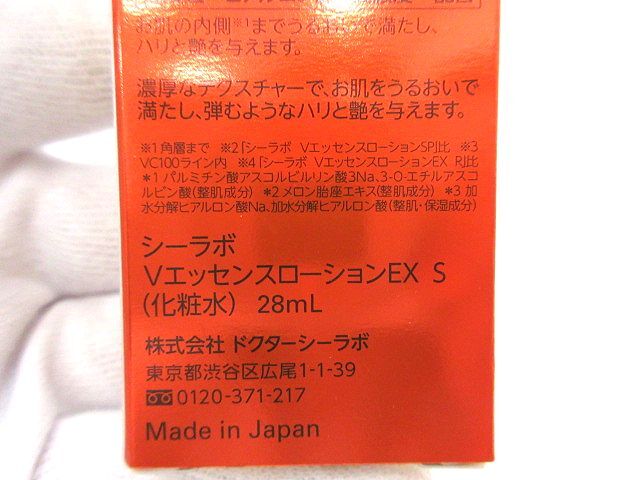 お肌の内側※1までうるおいで満たし、
ハリと艶を与えます。
濃厚なテクスチャーで、お肌をうるおいで
満たし、弾むようなハリと艶を与えます。
※1 角層まで ※2「シーラボ VエッセンスローションSP」比 ※3
VC100ライン内 ※4「シーラボ VエッセンスローションEX R」比
*1 パルミチン酸アスコルビルリン酸3Na、3-O-エチルアスコ
ルビン酸(整肌成分) *2 メロン胎座エキス(整肌成分) *3 加
水分解ヒアルロン酸Na、加水分解ヒアルロン酸(整肌・保湿成分)
シーラボ
VエッセンスローションEX S
(化粧水) 28mL
株式会社 ドクターシーラボ
東京都渋谷区広尾1-1-39
0120-371-217
Made in Japan